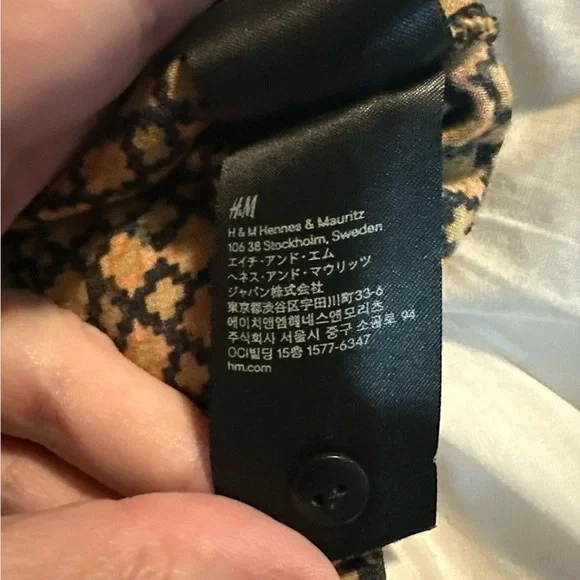 H&M
H & M Hennes & Mauritz
106 38 Stockholm, Sweden
エイチ・アンド・エム
ヘネス・アンド・マウリッツ
ジャパン株式会社
東京都渋谷区宇田川町33-6
에이치앤엠헤네스앤모리츠
주식회사 서울시 중구 소공로 94
OCI빌딩 15층 1577-6347
hm.com